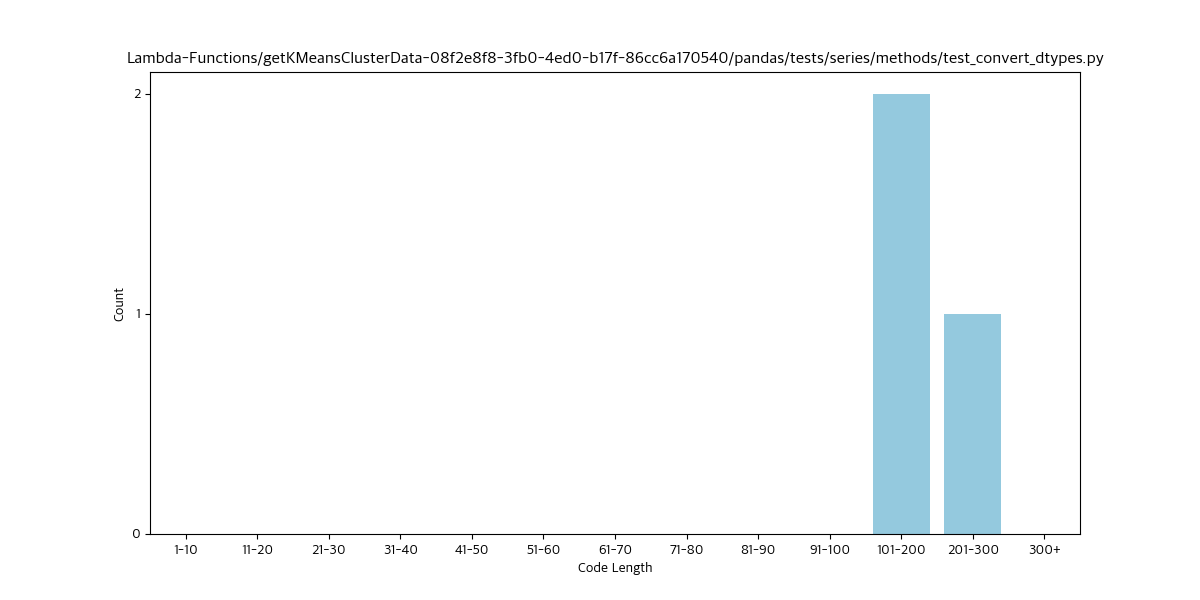 Lambda-Functions/getKMeansClusterData-08f2e8f8-3fb0-4ed0-b17f-86cc6a170540/pandas/tests/series/methods/test_convert_dtypes.py
2
1
0
Count
1-10 11-20 21-30 31-40 41-50 51-60 61-70 71-80 81-90 91-100 101-200 201-300 300+
Code Length